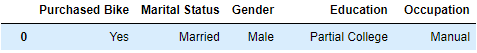 Purchased Bike Marital Status Gender Education Occupation
0 Yes Married Male Partial College Manual